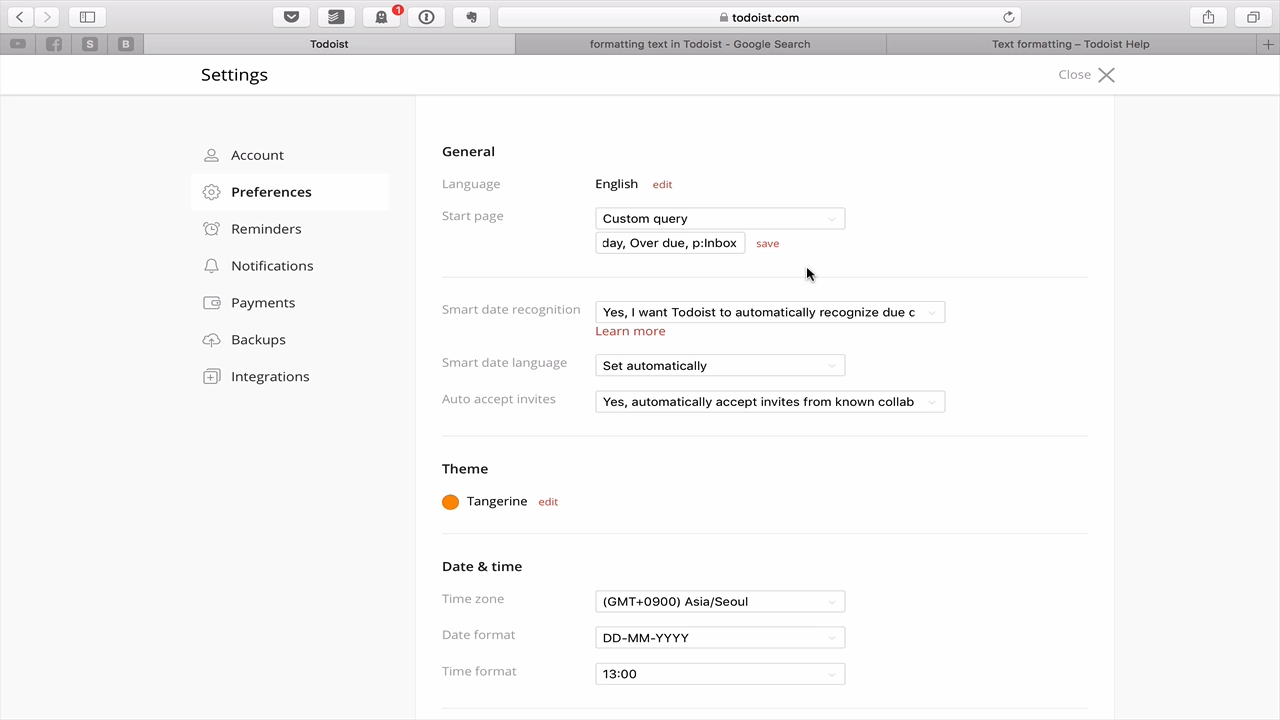 1
todoist.com
S
B
Todoist
formatting text in Todoist - Google Search
Text formatting – Todoist Help
Settings
Close
Account
Preferences
Reminders
Notifications
Payments
Backups
Integrations
General
Language English edit
Start page Custom query
day, Over due, p:Inbox save
Smart date recognition Yes, I want Todoist to automatically recognize due
Learn more
Smart date language Set automatically
Auto accept invites Yes, automatically accept invites from known collab
Theme
Tangerine edit
Date & time
Time zone (GMT+0900) Asia/Seoul
Date format DD-MM-YYYY
Time format 13:00